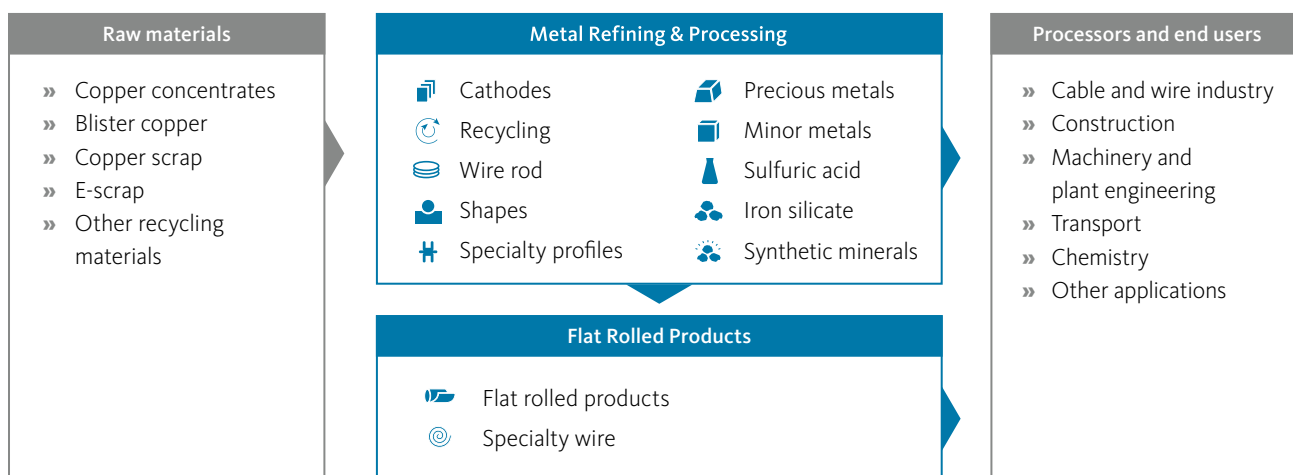 Raw materials
» Copper concentrates
» Blister copper
» Copper scrap
» E-scrap
» Other recycling
materials
Metal Refining & Processing
Cathodes
Recycling
Wire rod
Shapes
Specialty profiles
Precious metals
Minor metals
Sulfuric acid
Iron silicate
Synthetic minerals
Flat Rolled Products
Flat rolled products
Specialty wire
Processors and end users
» Cable and wire industry
» Construction
» Machinery and
plant engineering
» Transport
» Chemistry
» Other applications